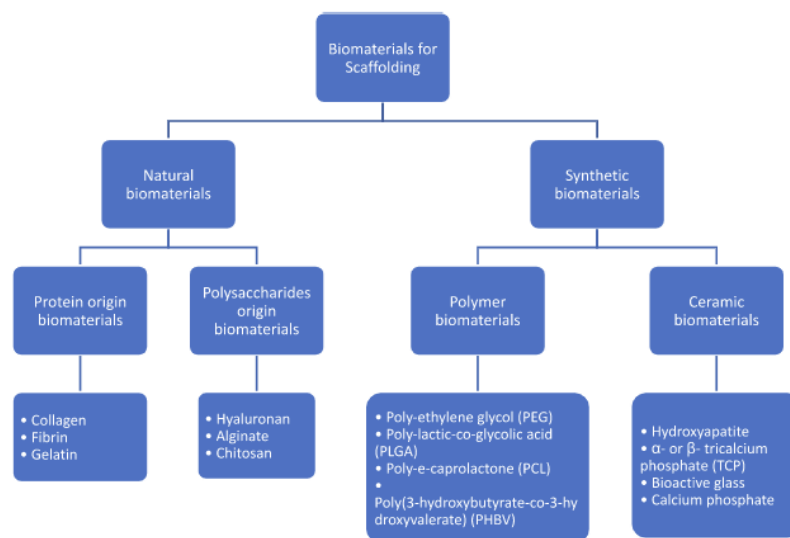 Biomaterials for
Scaffolding
Natural
biomaterials
Synthetic
biomaterials
Protein origin
biomaterials
Polysaccharides
origin
biomaterials
Polymer
biomaterials
Ceramic
biomaterials
• Collagen
• Fibrin
• Gelatin
• Hyaluronan
• Alginate
• Chitosan
• Poly-ethylene glycol (PEG)
• Poly-lactic-co-glycolic acid
(PLGA)
• Poly-e-caprolactone (PCL)
•
Poly(3-hydroxybutyrate-co-3-hy
droxyvalerate) (PHBV)
• Hydroxyapatite
• α- or β- tricalcium
phosphate (TCP)
• Bioactive glass
• Calcium phosphate